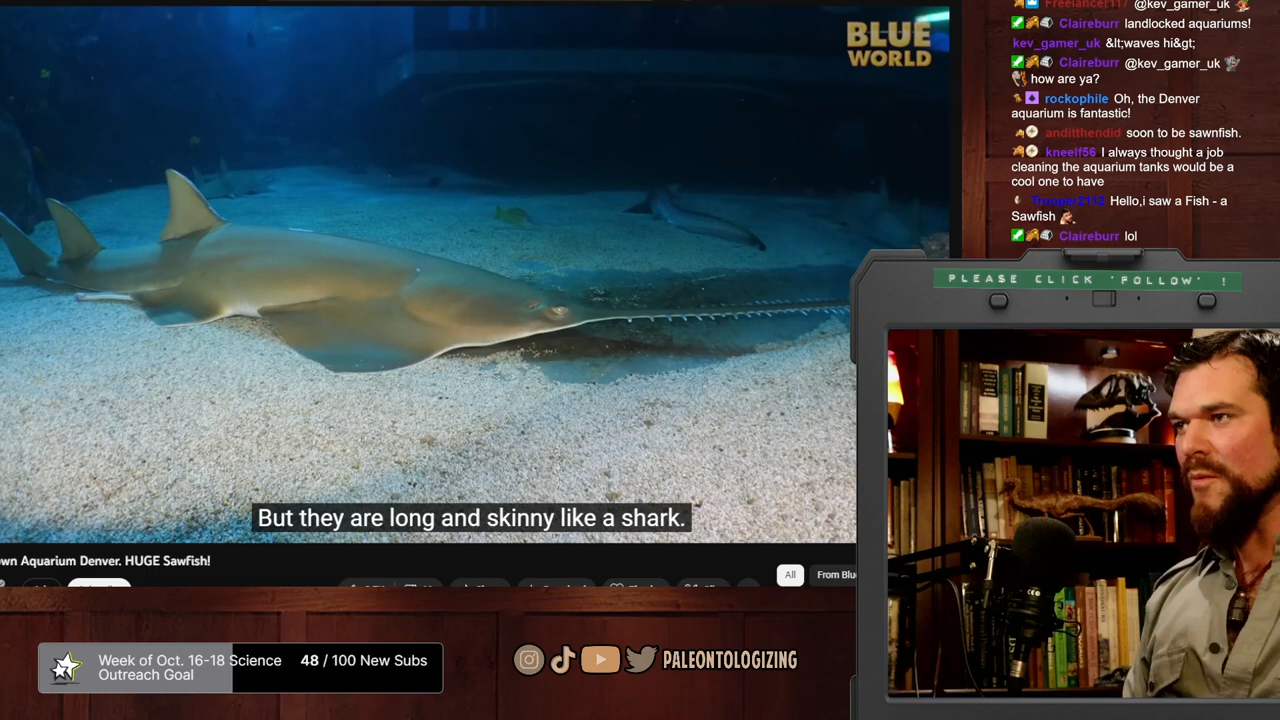 BLUE
WORLD
But they are long and skinny like a shark.
own Aquarium Denver. HUGE Sawfish!
All
From Blue
Freelancer117 @kev_gamer_uk
Claireburr landlocked aquariums!
kev_gamer_uk &lt;waves hi&gt;
Claireburr @kev_gamer_uk
how are ya?
rockophile Oh, the Denver
aquarium is fantastic!
anditthendid soon to be sawnfish.
kneelf56 I always thought a job
cleaning the aquarium tanks would be a
cool one to have
Trooper2112 Hello,i saw a Fish - a
Sawfish
Claireburr lol
PLEASE CLICK 'FOLLOW' !
Week of Oct. 16-18 Science
Outreach Goal
48 / 100 New Subs
PALEONTOLOGIZING